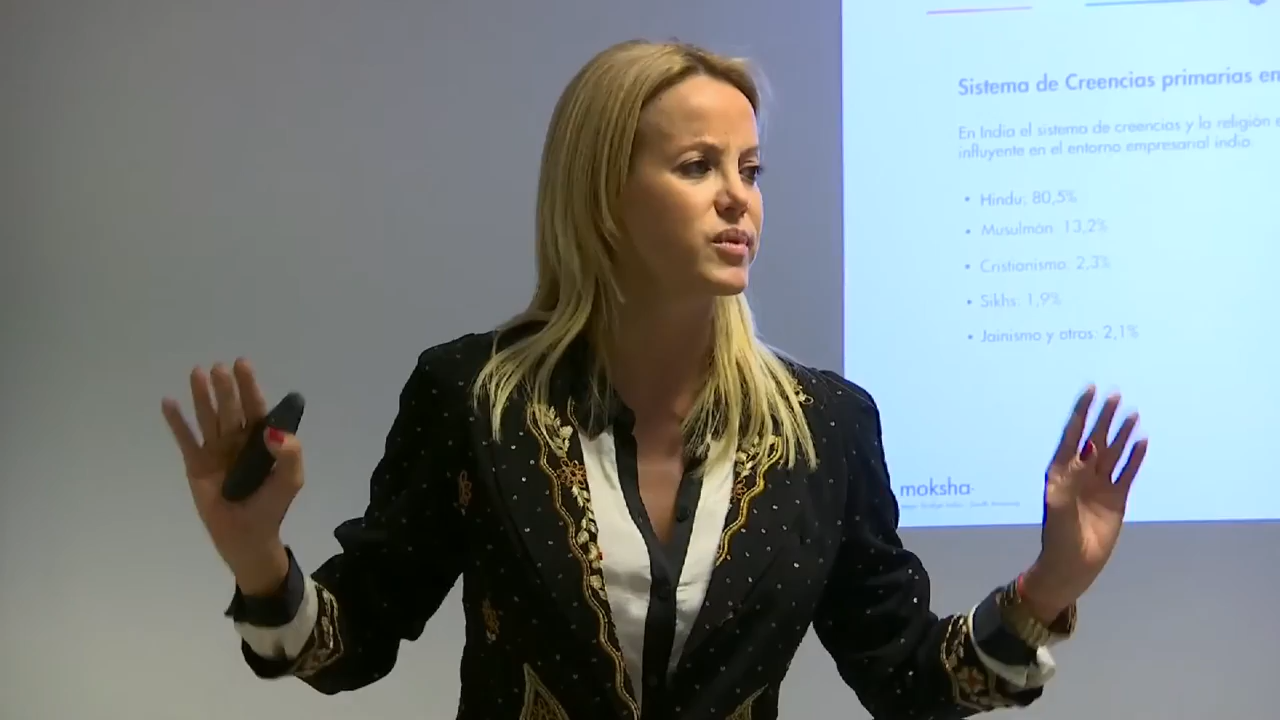 Sistema de Creencias primarias en
En India el sistema de creencias y la religión e
influyente en el entorno empresarial indio.
• Hindu: 80,5%
• Musulmán: 13,2%
• Cristianismo: 2,3%
• Sikhs: 1,9%
• Jainismo y otros: 2,1%
moksha